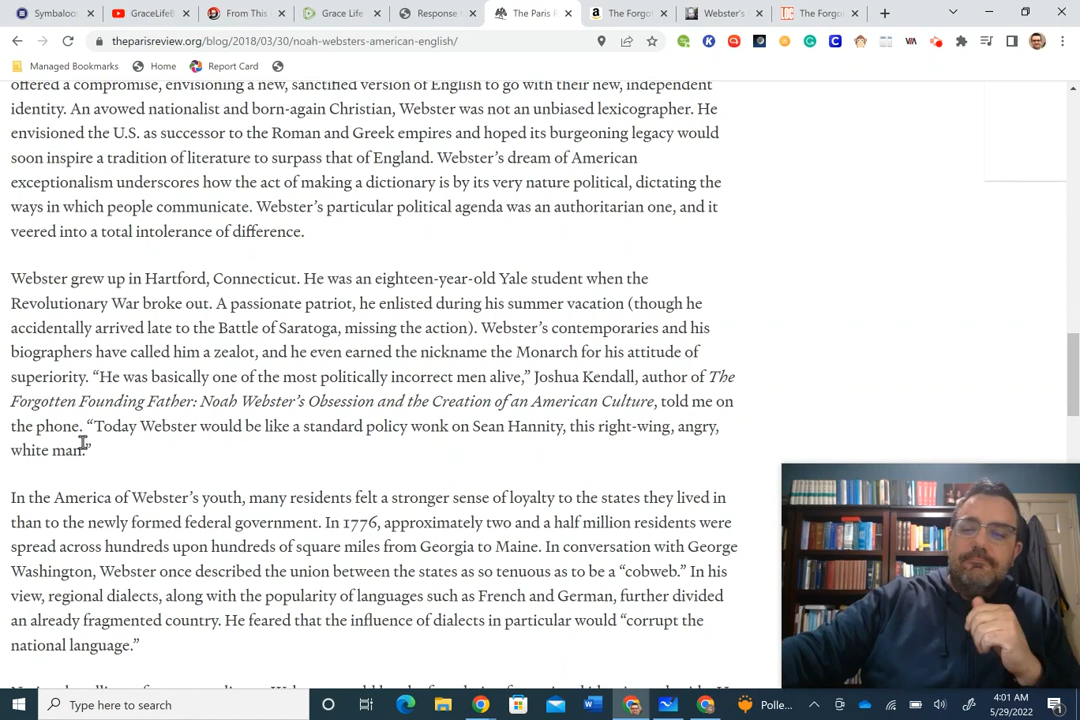 Symbaloo
GraceLifeB
From This
Grace Life
Response t
The Paris R
The Forgot
Webster's A
The Forgo
theparisreview.org/blog/2018/03/30/noah-websters-american-english/
Managed Bookmarks
Home
Report Card
offered a compromise, envisioning a new, sanctified version of English to go with their new, independent
identity. An avowed nationalist and born-again Christian, Webster was not an unbiased lexicographer. He
envisioned the U.S. as successor to the Roman and Greek empires and hoped its burgeoning legacy would
soon inspire a tradition of literature to surpass that of England. Webster's dream of American
exceptionalism underscores how the act of making a dictionary is by its very nature political, dictating the
ways in which people communicate. Webster's particular political agenda was an authoritarian one, and it
veered into a total intolerance of difference.
Webster grew up in Hartford, Connecticut. He was an eighteen-year-old Yale student when the
Revolutionary War broke out. A passionate patriot, he enlisted during his summer vacation (though he
accidentally arrived late to the Battle of Saratoga, missing the action). Webster's contemporaries and his
biographers have called him a zealot, and he even earned the nickname the Monarch for his attitude of
superiority. “He was basically one of the most politically incorrect men alive,” Joshua Kendall, author of The
Forgotten Founding Father: Noah Webster's Obsession and the Creation of an American Culture, told me on
the phone. “Today Webster would be like a standard policy wonk on Sean Hannity, this right-wing, angry,
white man.”
In the America of Webster's youth, many residents felt a stronger sense of loyalty to the states they lived in
than to the newly formed federal government. In 1776, approximately two and a half million residents were
spread across hundreds upon hundreds of square miles from Georgia to Maine. In conversation with George
Washington, Webster once described the union between the states as so tenuous as to be a “cobweb.” In his
view, regional dialects, along with the popularity of languages such as French and German, further divided
an already fragmented country. He feared that the influence of dialects in particular would “corrupt the
national language.”
Type here to search
Polle...
4:01 AM
5/29/2022